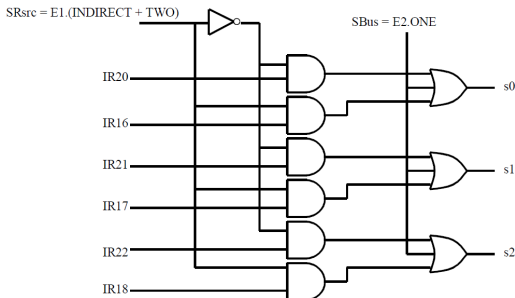 SRsrc = E1.(INDIRECT + TWO)
SBus = E2.ONE
IR20
s0
IR16
IR21
s1
IR17
IR22
s2
IR18